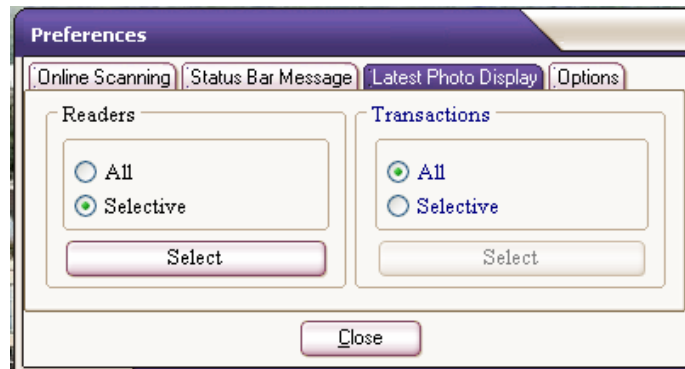 Preferences
Online Scanning Status Bar Message Latest Photo Display Options
Readers Transactions
All All
Selective Selective
Select Select
Close